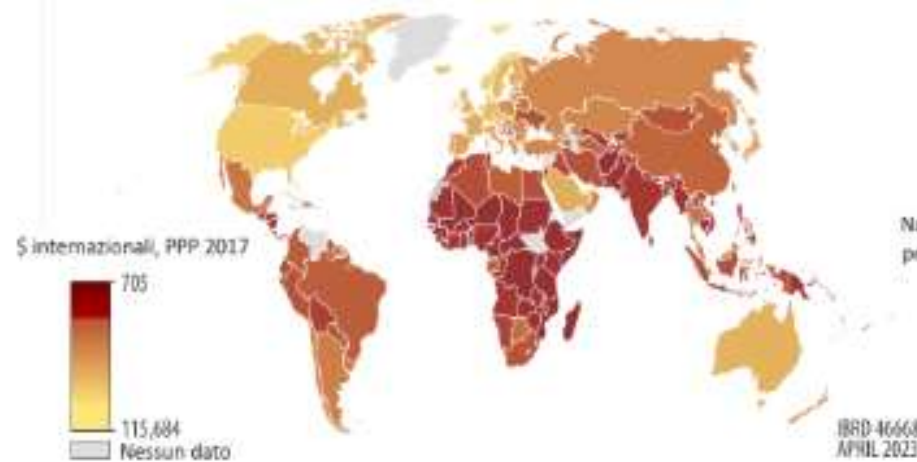 $ internazionali, PPP 2017
705
115,684
Nessun dato
IBRD 46668
APRIL 2023